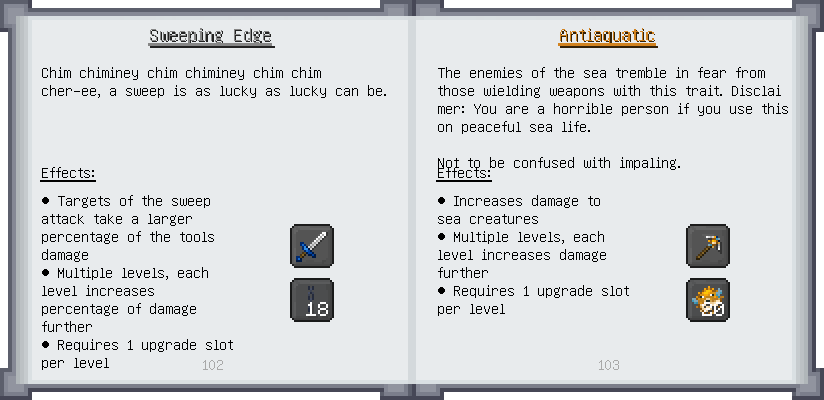 Sweeping Edge
Chim chiminey chim chiminey chim chim
cher-ee, a sweep is as lucky as lucky can be.
Effects:
● Targets of the sweep
attack take a larger
percentage of the tools
damage
● Multiple levels, each
level increases
percentage of damage
further
● Requires 1 upgrade slot
per level
18
102
Antiaquatic
The enemies of the sea tremble in fear from
those wielding weapons with this trait. Disclai
mer: You are a horrible person if you use this
on peaceful sea life.
Not to be confused with impaling.
Effects:
● Increases damage to
sea creatures
● Multiple levels, each
level increases damage
further
● Requires 1 upgrade slot
per level
20
103